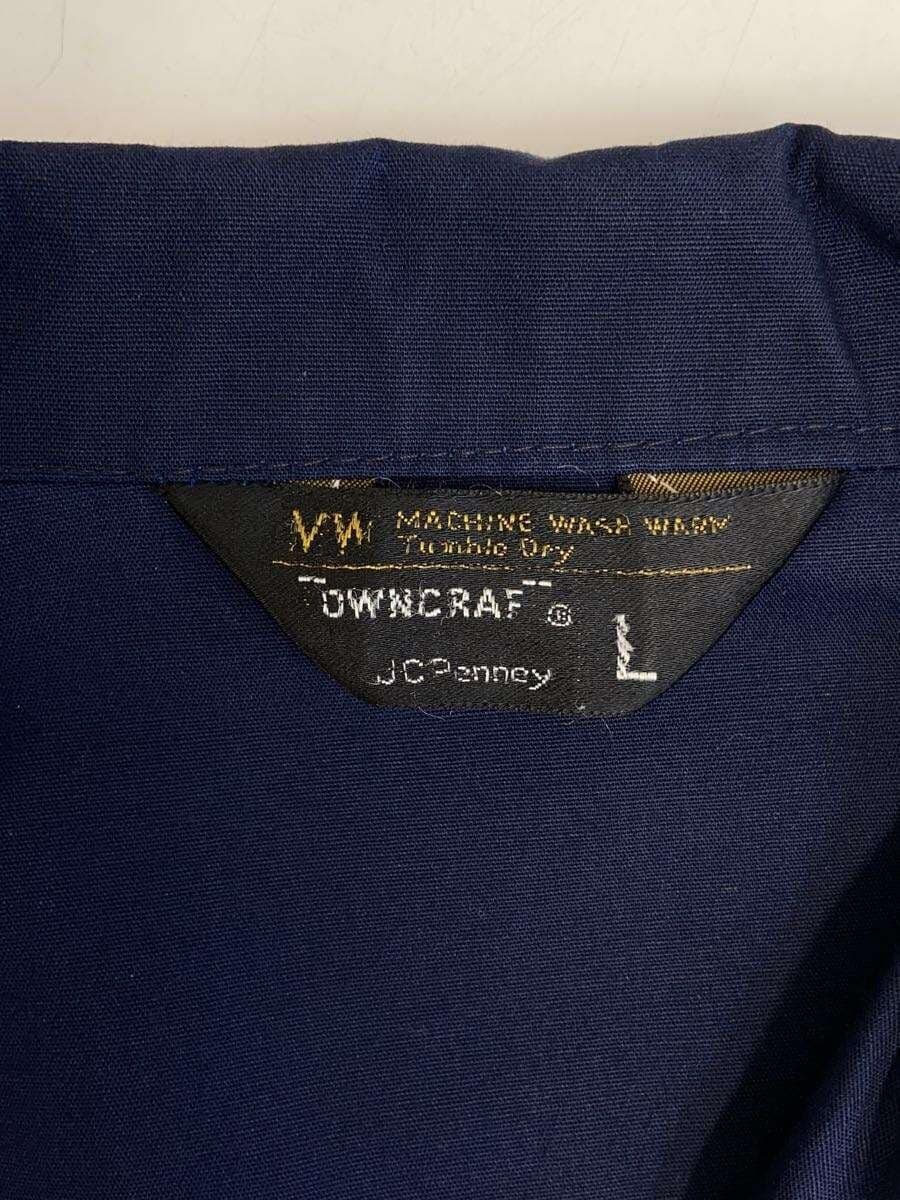 VW MACHINE WASH WARM
Tumble Dry
TOWNCRAFT ®
JCPenney L